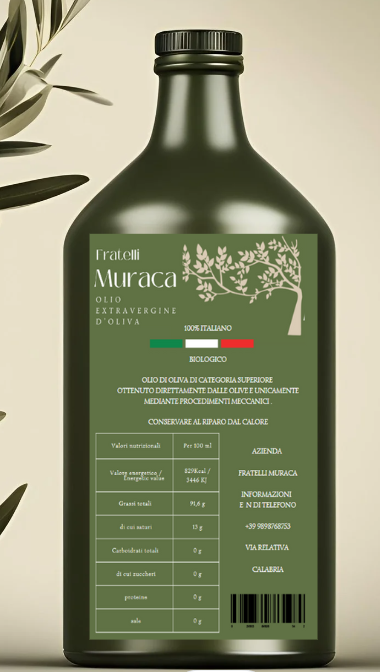 Fratelli
Muraca
OLIO
EXTRAVERGINE
D'OLIVA
100% ITALIANO
BIOLOGICO
OLIO DI OLIVA DI CATEGORIA SUPERIORE
OTTENUTO DIRETTAMENTE DALLE OLIVE E UNICAMENTE
MEDIANTE PROCEDIMENTI MECCANICI .
CONSERVARE AL RIPARO DAL CALORE
Valori nutrizionali Per 100 ml
Valore energetico / 829Kcal /
Energetic value 3446 KJ
Grassi totali 91,6 g
di cui saturi 15 g
Carboidrati totali 0 g
di cui zuccheri 0 g
proteine 0 g
sale 0 g
AZIENDA
FRATELLI MURACA
INFORMAZIONI
E N DI TELEFONO
+39 9898768753
VIA RELATIVA
CALABRIA